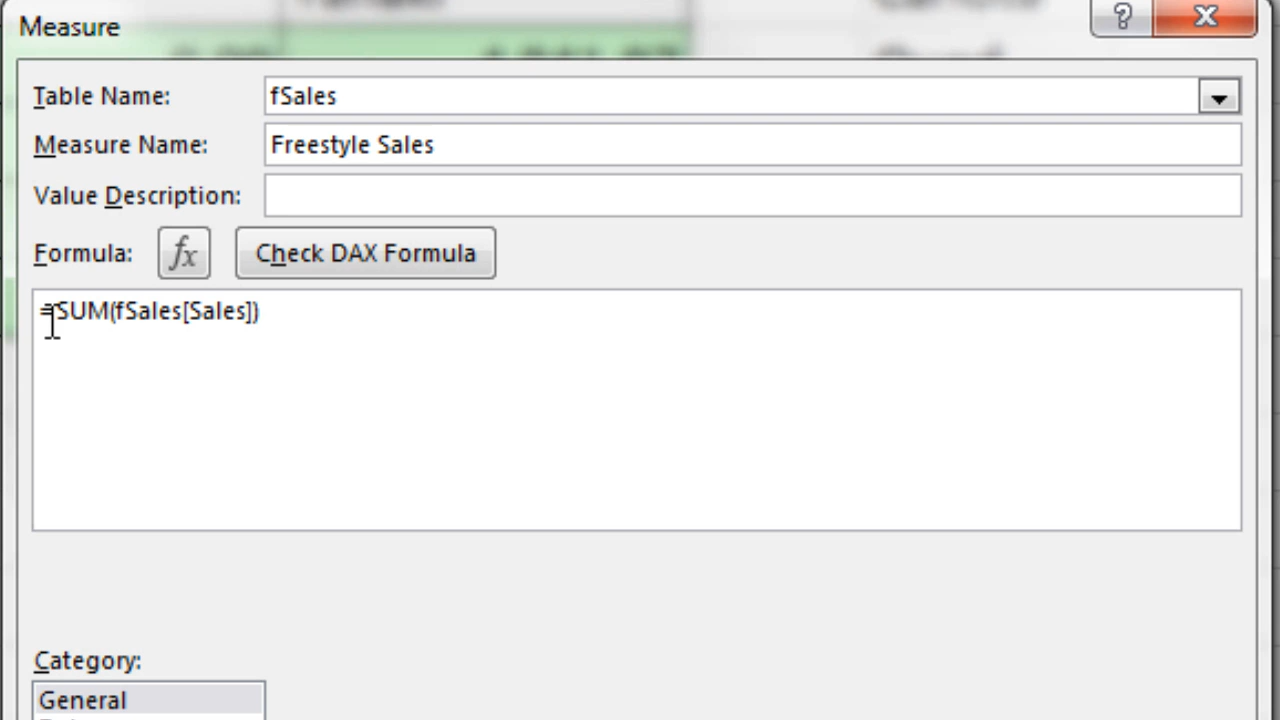 Measure
?
Table Name: fSales
Measure Name: Freestyle Sales
Value Description:
Formula: fx Check DAX Formula
=SUM(fSales[Sales])
Category:
General